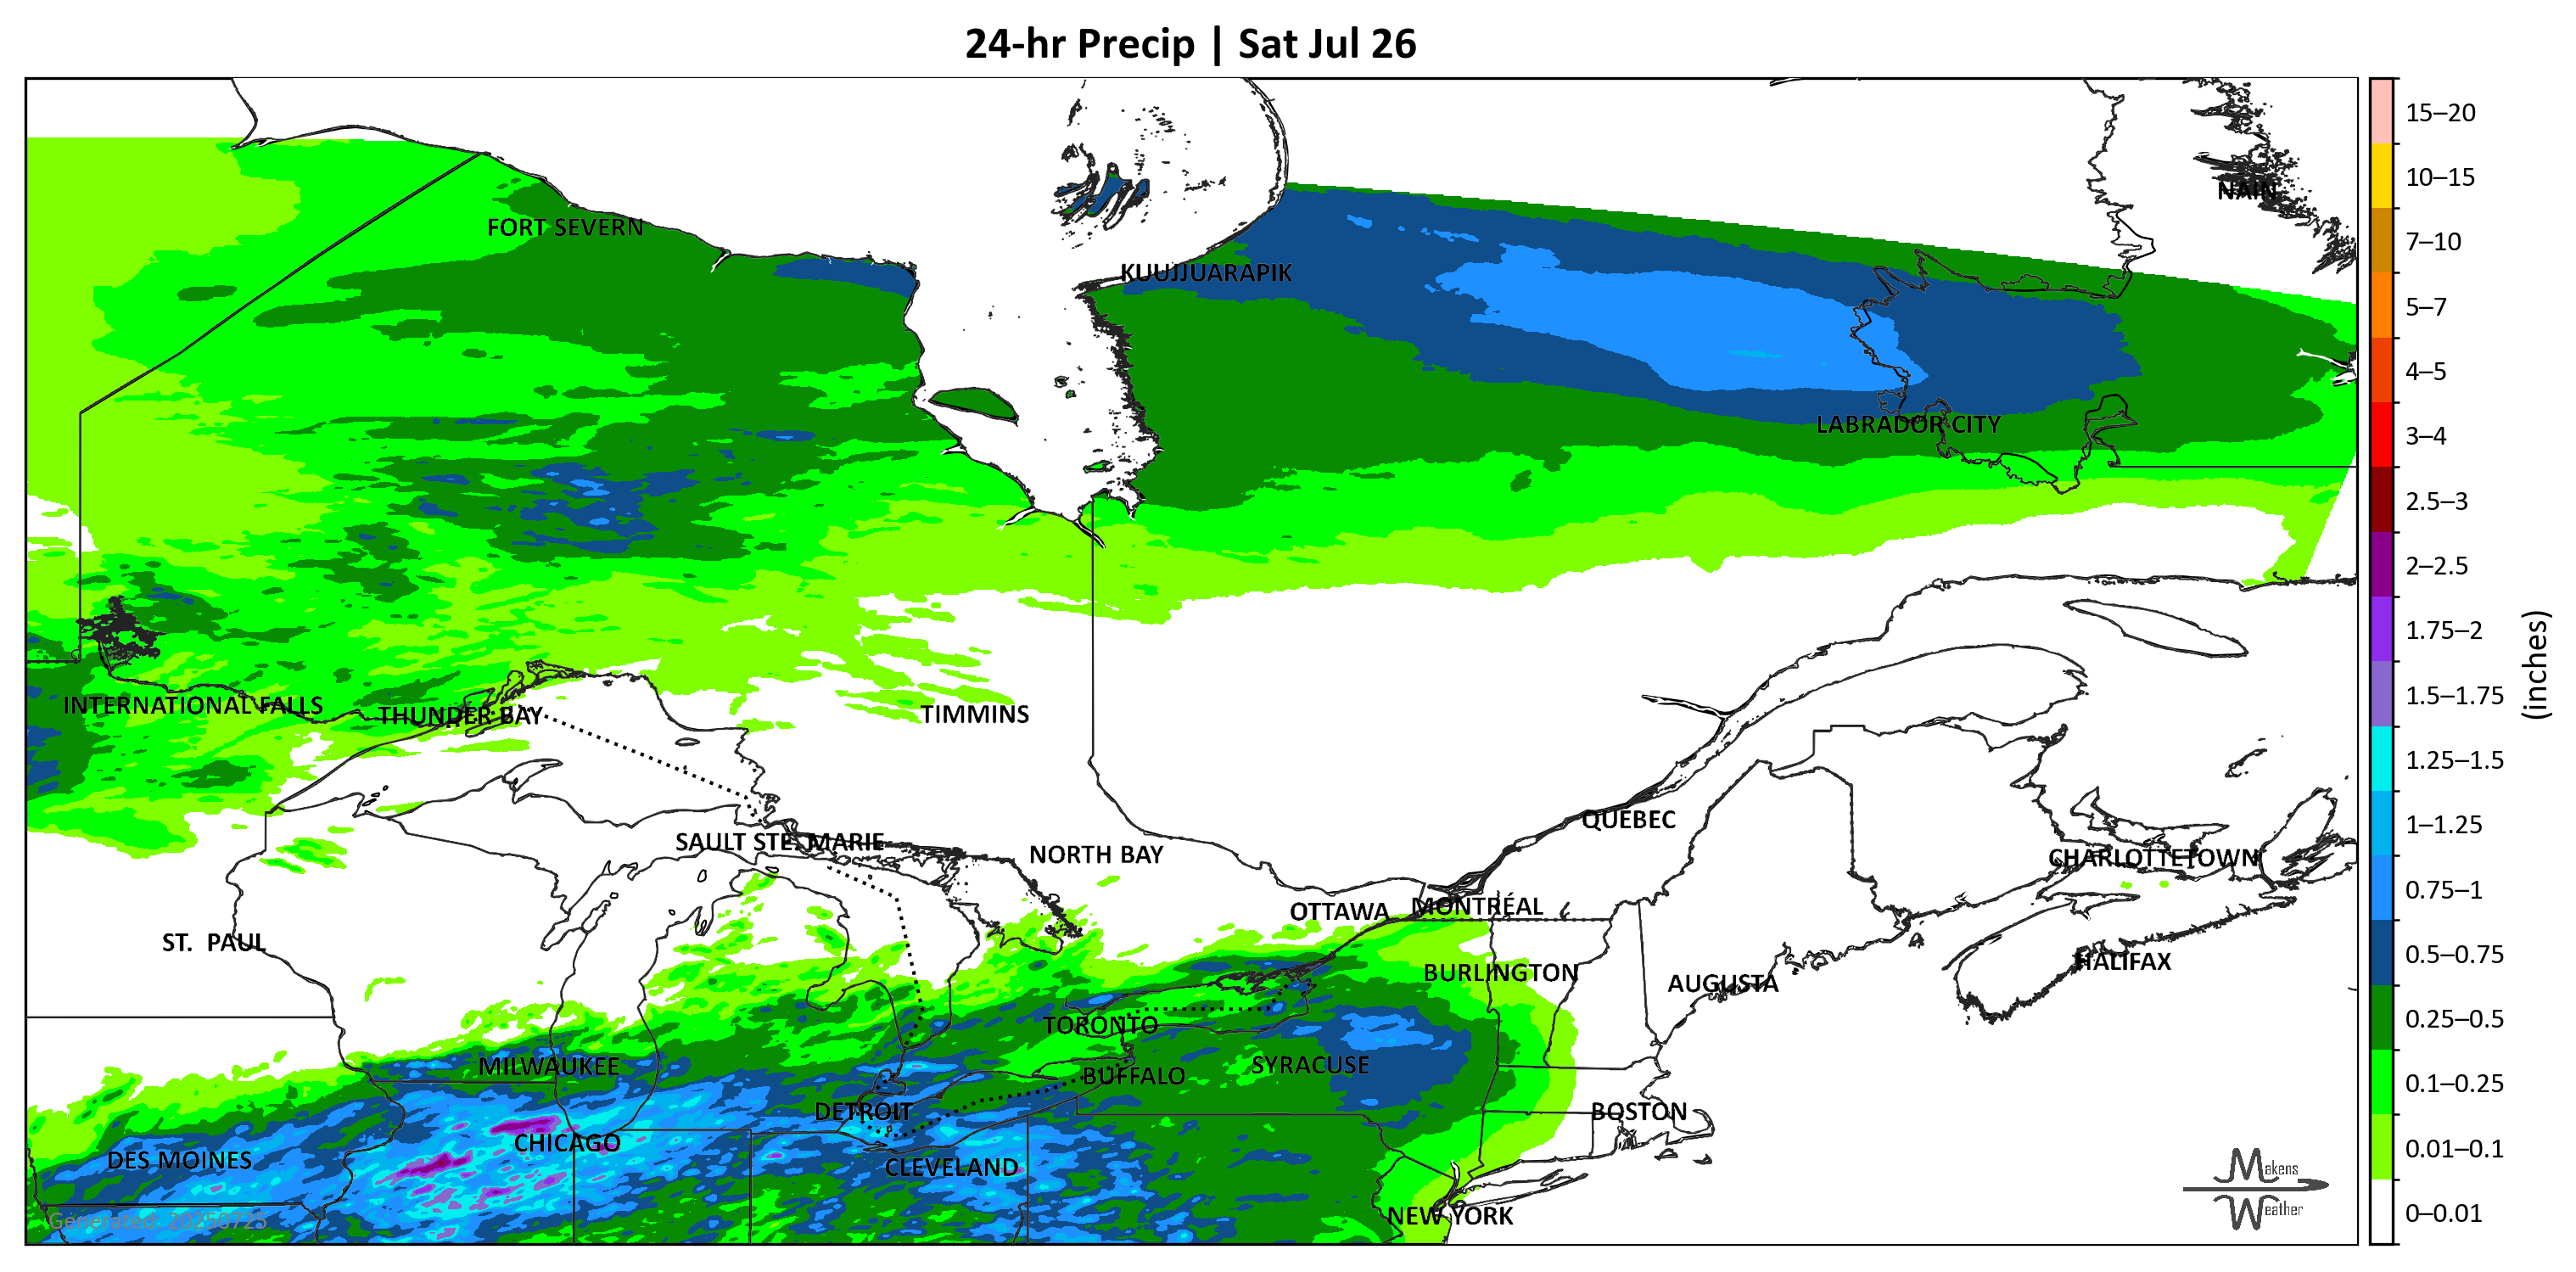 24-hr Precip | Sat Jul 26
NAIN
FORT SEVERN
KUUJJUARAPIK
LABRADOR CITY
INTERNATIONAL FALLS
THUNDER BAY
TIMMINS
QUEBEC
SAULT STE. MARIE
NORTH BAY
CHARLOTTETOWN
OTTAWA
MONTRÉAL
ST. PAUL
HALIFAX
BURLINGTON
AUGUSTA
TORONTO
MILWAUKEE
SYRACUSE
BUFFALO
DETROIT
BOSTON
CHICAGO
DES MOINES
CLEVELAND
NEW YORK
Generated: 20250725
Makens
Weather
15–20
10–15
7–10
5–7
4–5
3–4
2.5–3
2–2.5
1.75–2
1.5–1.75
1.25–1.5
1–1.25
0.75–1
0.5–0.75
0.25–0.5
0.1–0.25
0.01–0.1
0–0.01
(inches)